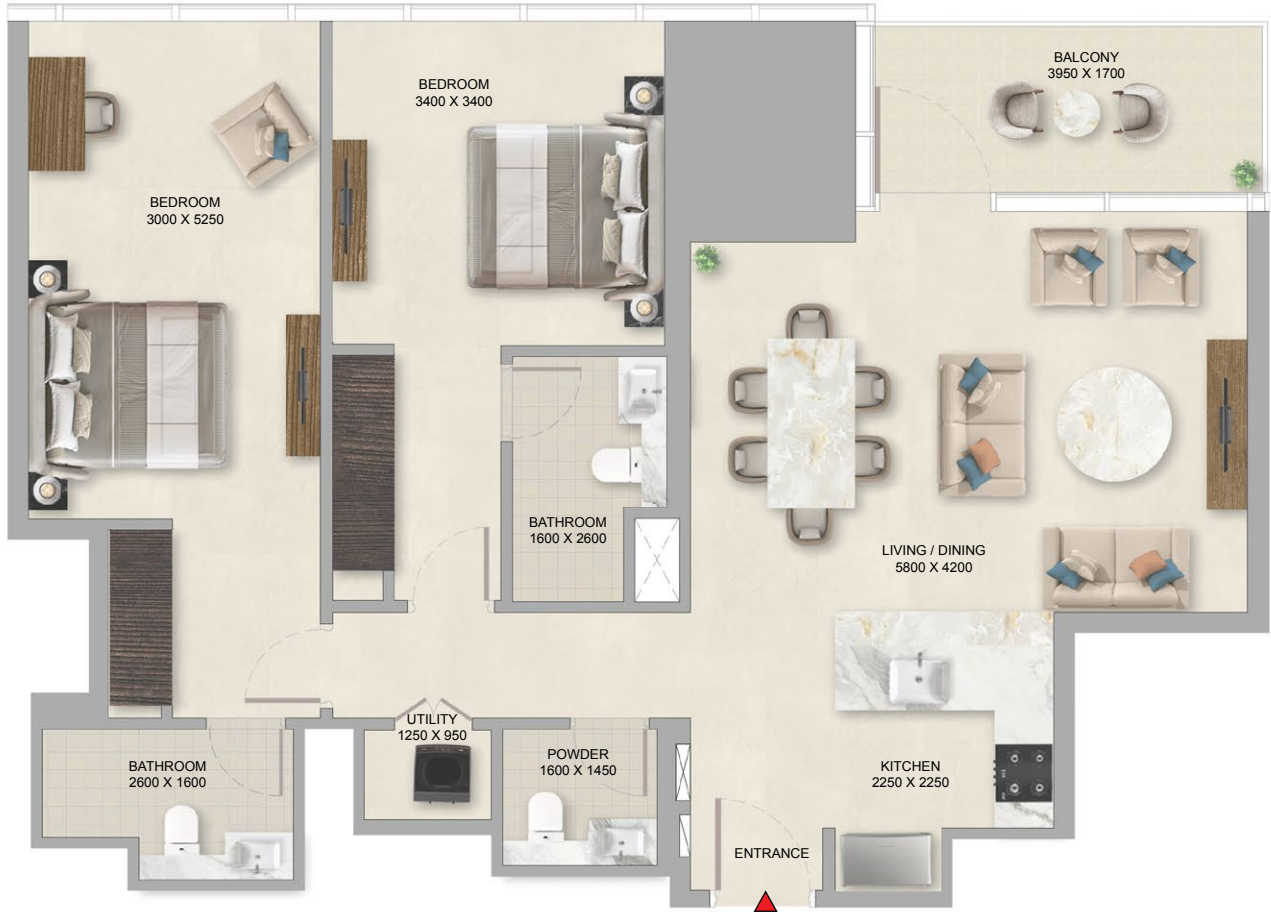 BALCONY
3950 X 1700
BEDROOM
3400 X 3400
BEDROOM
3000 X 5250
BATHROOM
1600 X 2600
LIVING / DINING
5800 X 4200
UTILITY
1250 X 950
POWDER
1600 X 1450
BATHROOM
2600 X 1600
KITCHEN
2250 X 2250
ENTRANCE